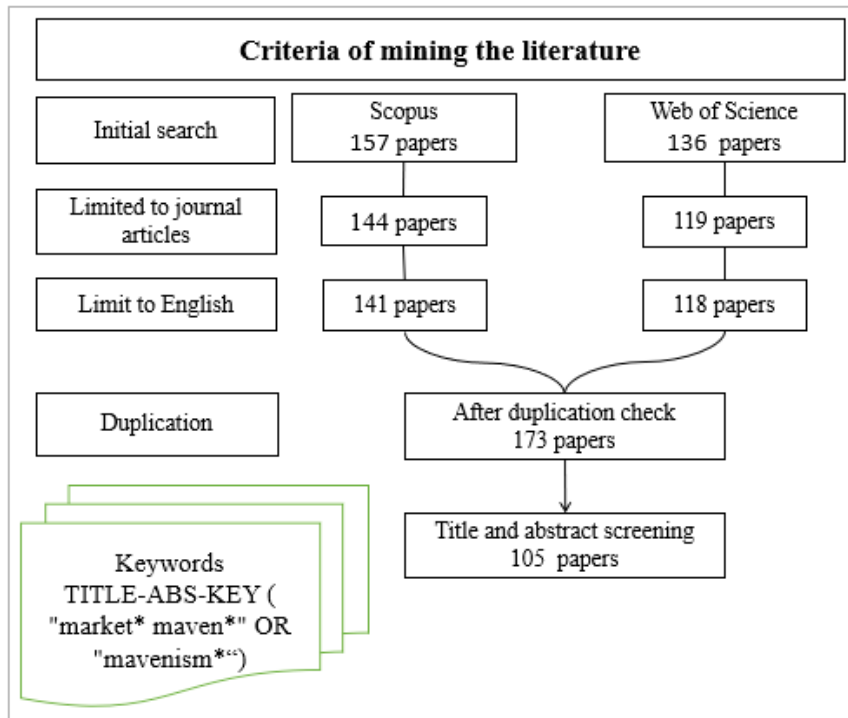 Criteria of mining the literature
Initial search
Scopus
157 papers
Web of Science
136 papers
Limited to journal
articles
144 papers
119 papers
Limit to English
141 papers
118 papers
Duplication
After duplication check
173 papers
Title and abstract screening
105 papers
Keywords
TITLE-ABS-KEY (
"market* maven*" OR
"mavenism*“)